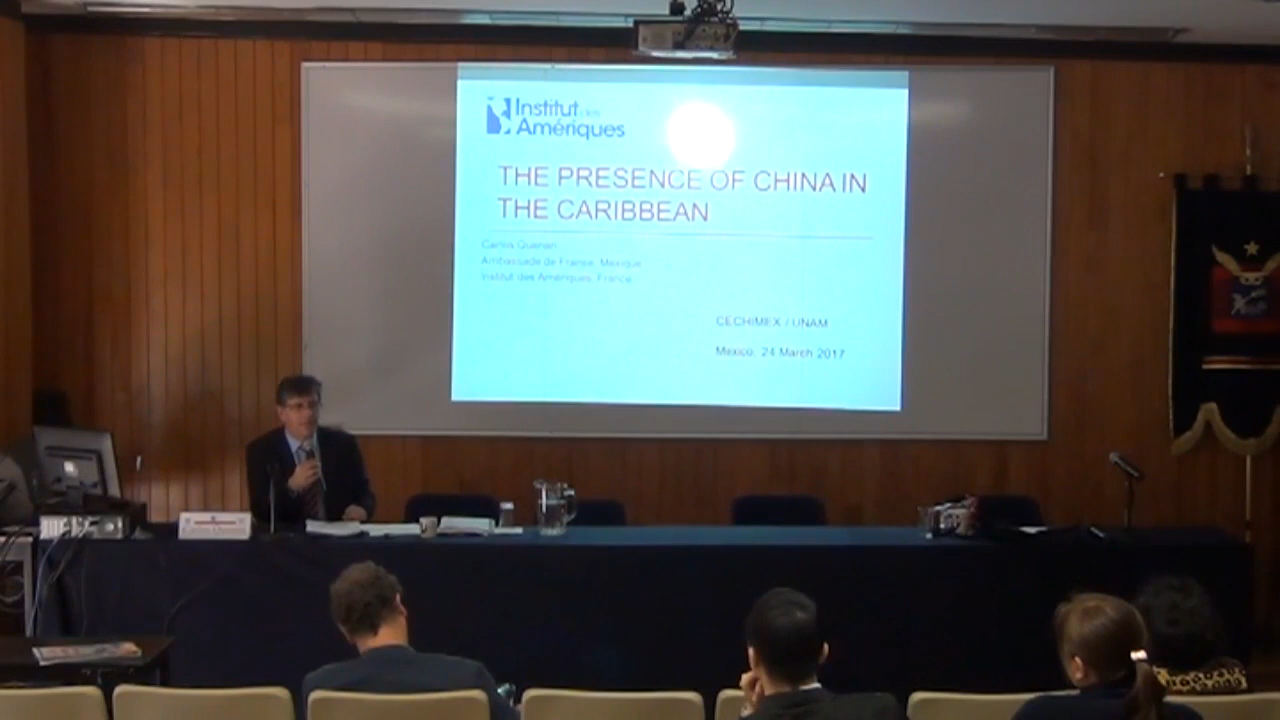 Institut des
Amériques
THE PRESENCE OF CHINA IN
THE CARIBBEAN
Carlos Quenan
Ambassade de France, Mexique
Institut des Amériques, France
CECHIMEX / UNAM
Mexico, 24 March 2017